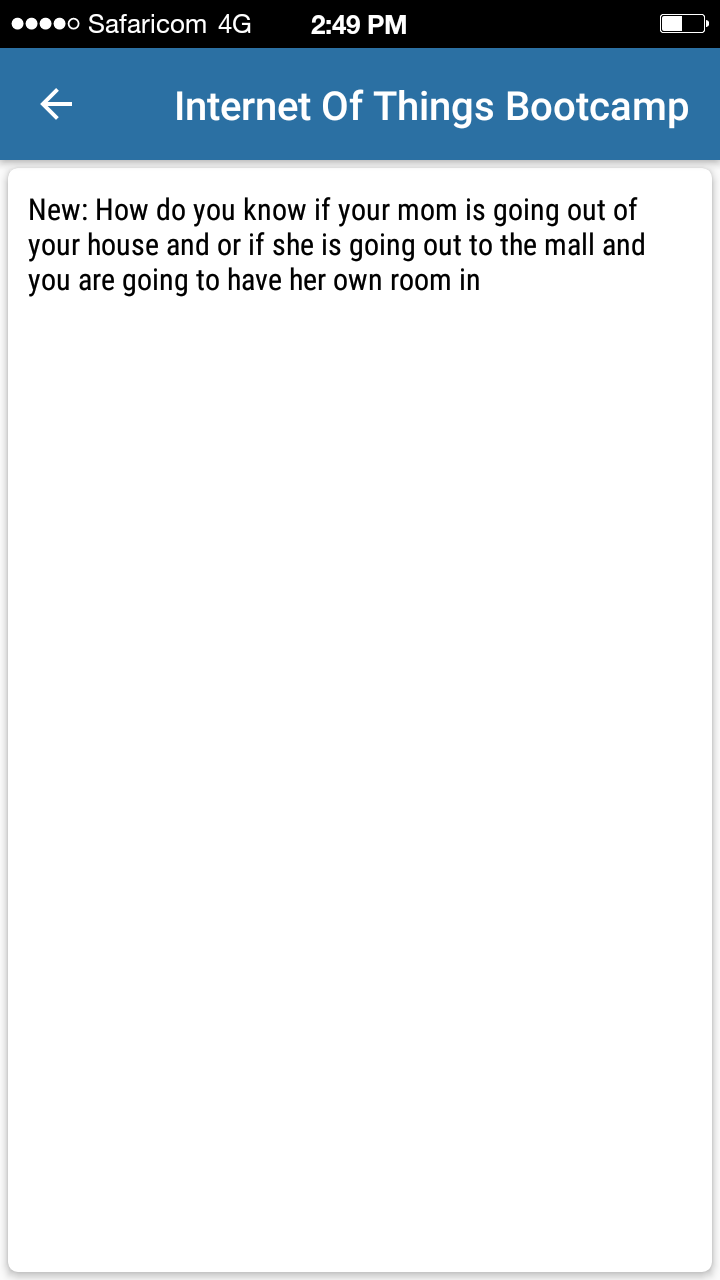 Safaricom 4G 2:49 PM
Internet Of Things Bootcamp
New: How do you know if your mom is going out of
your house and or if she is going out to the mall and
you are going to have her own room in